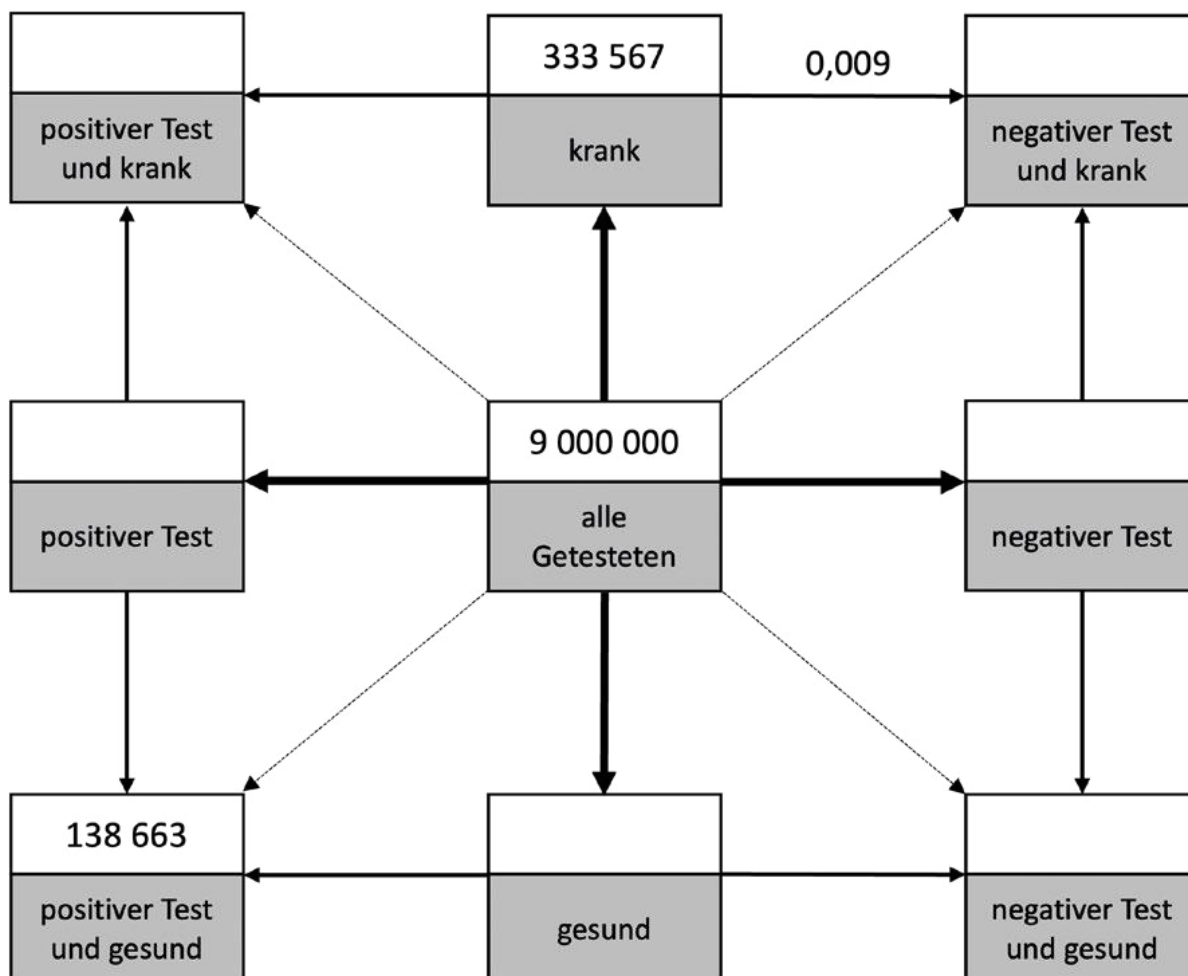 333 567
0,009
positiver Test
und krank
krank
negativer Test
und krank
9 000 000
positiver Test
alle
Getesteten
negativer Test
138 663
positiver Test
und gesund
gesund
negativer Test
und gesund